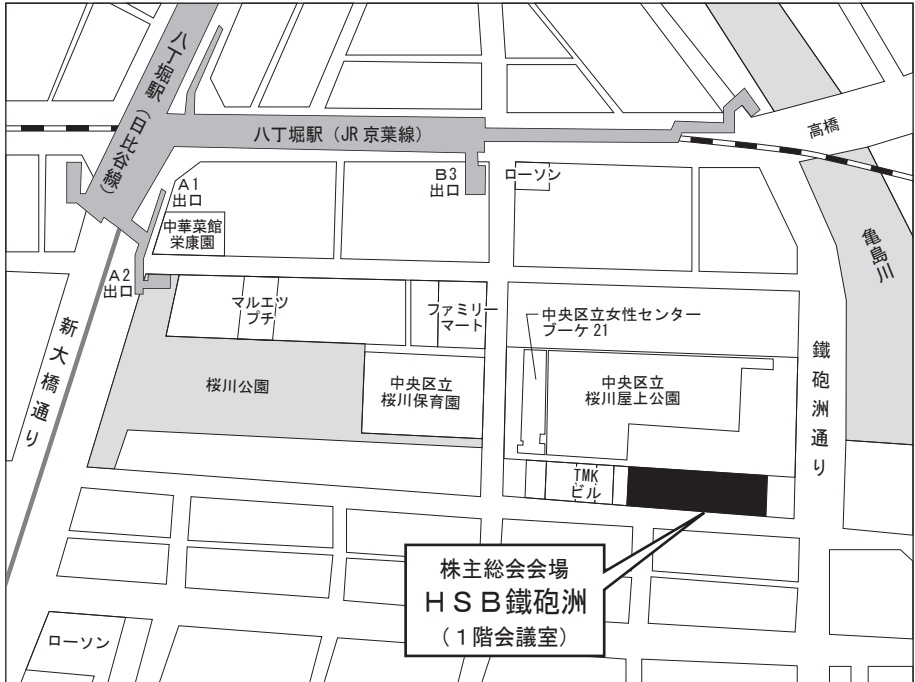 八丁堀駅（日比谷線）
八丁堀駅（JR 京葉線）
高橋
A1
出口
B3
出口
ローソン
中華菜館
栄康園
亀島川
A2
出口
マルエツ
プチ
ファミリー
マート
中央区立女性センター
ブーケ 21
新大橋通り
鐵砲洲通り
桜川公園
中央区立
桜川保育園
中央区立
桜川屋上公園
TMK
ビル
株主総会会場
ＨＳＢ鐵砲洲
（１階会議室）
ローソン